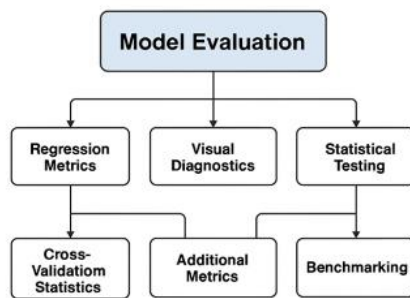 Model Evaluation
Regression
Metrics
Visual
Diagnostics
Statistical
Testing
Cross-
Validatiom
Statistics
Additional
Metrics
Benchmarking